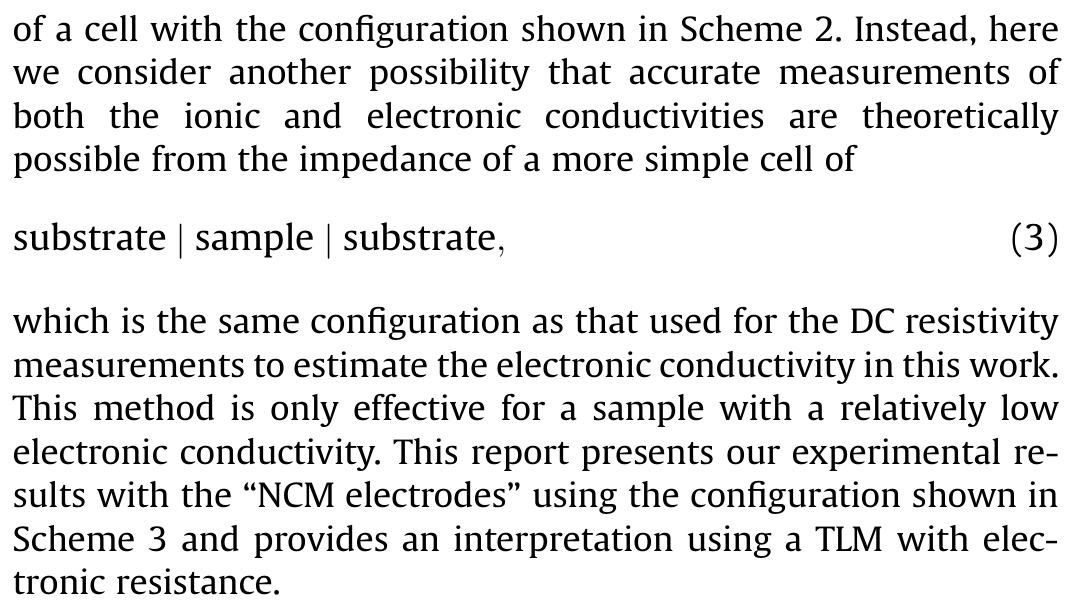 of a cell with the configuration shown in Scheme 2. Instead, here
we consider another possibility that accurate measurements of
both the ionic and electronic conductivities are theoretically
possible from the impedance of a more simple cell of
substrate | sample | substrate, (3)
which is the same configuration as that used for the DC resistivity
measurements to estimate the electronic conductivity in this work.
This method is only effective for a sample with a relatively low
electronic conductivity. This report presents our experimental re-
sults with the “NCM electrodes” using the configuration shown in
Scheme 3 and provides an interpretation using a TLM with elec-
tronic resistance.